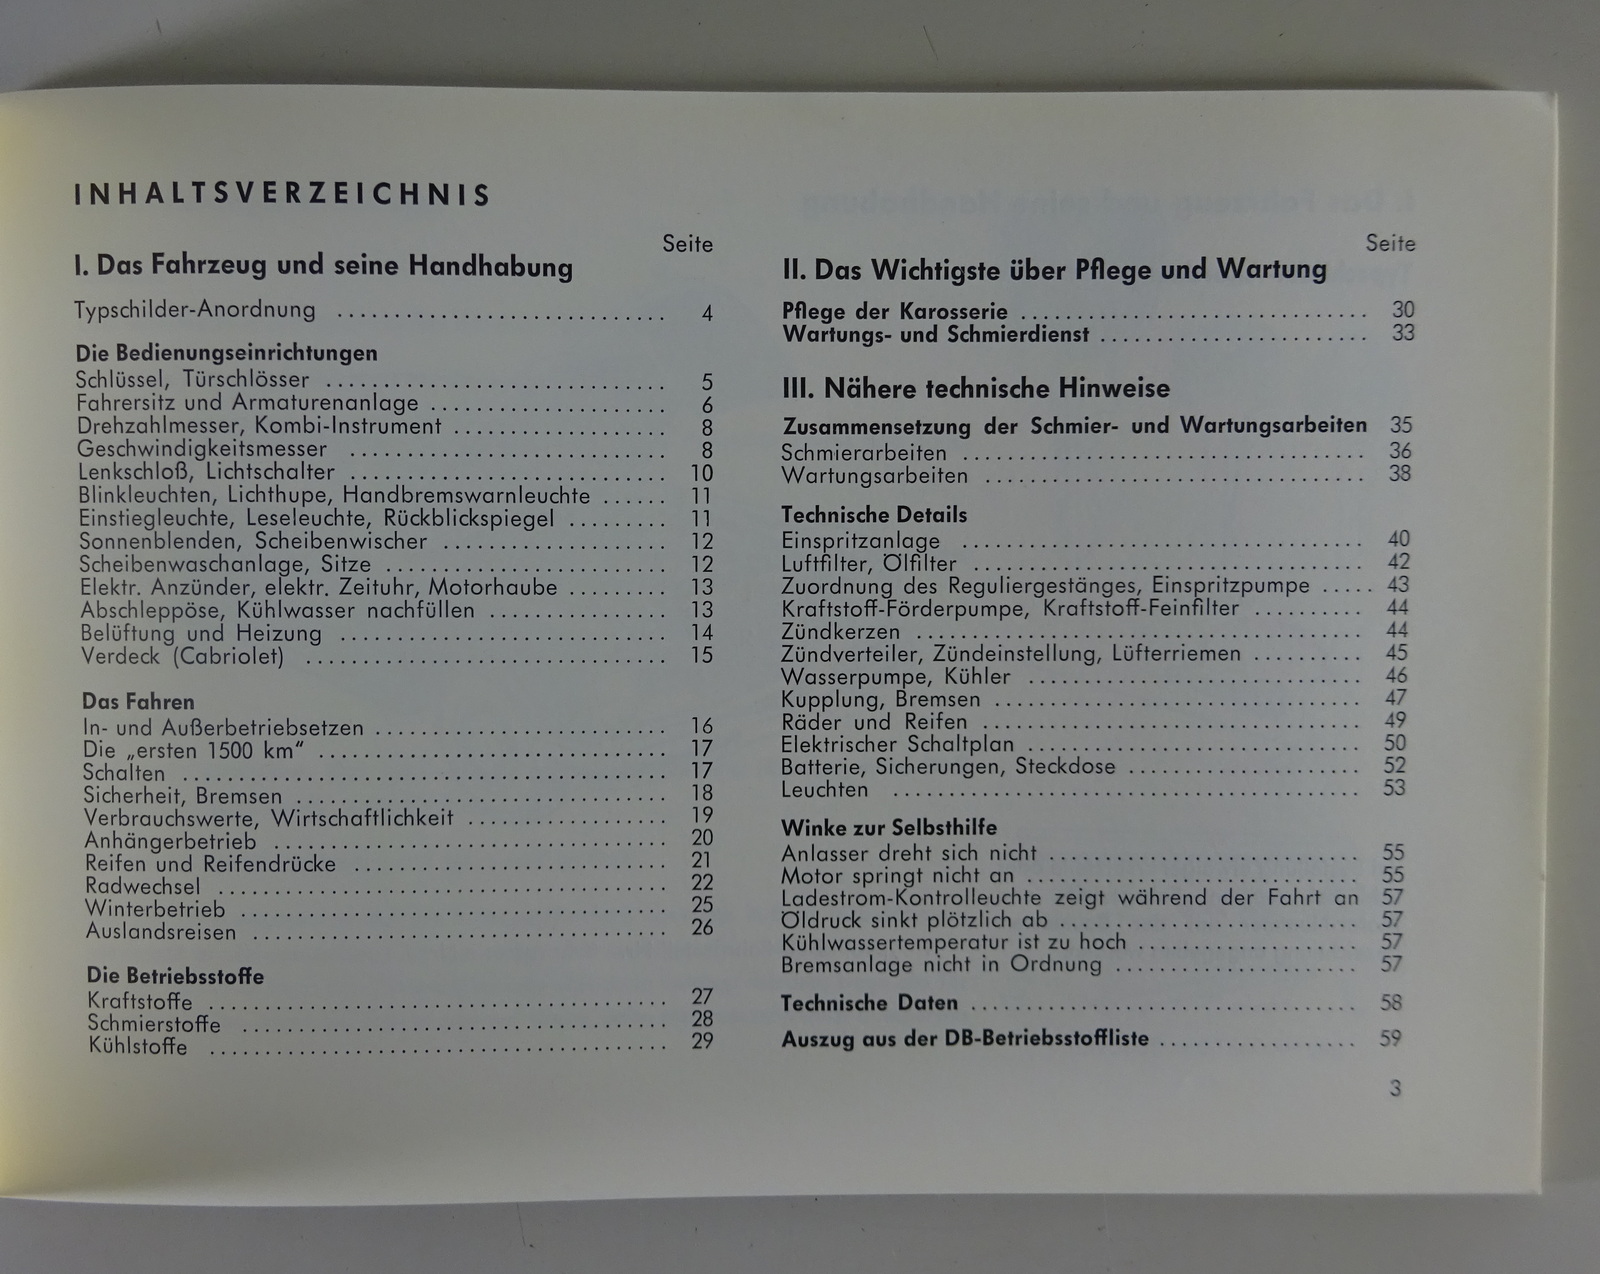 INHALTSVERZEICHNIS
Seite
I. Das Fahrzeug und seine Handhabung
Typschilder-Anordnung ............................. 4
Die Bedienungseinrichtungen
Schlüssel, Türschlösser .............................. 5
Fahrersitz und Armaturenanlage ..................... 6
Drehzahlmesser, Kombi-Instrument ................... 8
Geschwindigkeitsmesser ............................ 8
Lenkschloß, Lichtschalter ............................ 10
Blinkleuchten, Lichthupe, Handbremswarnleuchte ...... 11
Einstiegleuchte, Leseleuchte, Rückblickspiegel ......... 11
Sonnenblenden, Scheibenwischer .................... 12
Scheibenwaschanlage, Sitze ......................... 12
Elektr. Anzünder, elektr. Zeituhr, Motorhaube ......... 13
Abschleppöse, Kühlwasser nachfüllen ................ 13
Belüftung und Heizung ............................. 14
Verdeck (Cabriolet) ................................ 15
Das Fahren
In- und Außerbetriebsetzen .......................... 16
Die „ersten 1500 km“ ............................... 17
Schalten ........................................... 17
Sicherheit, Bremsen ................................. 18
Verbrauchswerte, Wirtschaftlichkeit .................. 19
Anhängerbetrieb ................................... 20
Reifen und Reifendrücke ............................ 21
Radwechsel ........................................ 22
Winterbetrieb ...................................... 25
Auslandsreisen ..................................... 26
Die Betriebsstoffe
Kraftstoffe ......................................... 27
Schmierstoffe ...................................... 28
Kühlstoffe ......................................... 29
Seite
II. Das Wichtigste über Pflege und Wartung
Pflege der Karosserie ............................... 30
Wartungs- und Schmierdienst ........................ 33
III. Nähere technische Hinweise
Zusammensetzung der Schmier- und Wartungsarbeiten 35
Schmierarbeiten .................................... 36
Wartungsarbeiten .................................. 38
Technische Details
Einspritzanlage .................................... 40
Luftfilter, Ölfilter ................................... 42
Zuordnung des Reguliergestänges, Einspritzpumpe ..... 43
Kraftstoff-Förderpumpe, Kraftstoff-Feinfilter .......... 44
Zündkerzen ........................................ 44
Zündverteiler, Zündeinstellung, Lüfterriemen .......... 45
Wasserpumpe, Kühler .............................. 46
Kupplung, Bremsen ................................. 47
Räder und Reifen .................................. 49
Elektrischer Schaltplan .............................. 50
Batterie, Sicherungen, Steckdose ..................... 52
Leuchten .......................................... 53
Winke zur Selbsthilfe
Anlasser dreht sich nicht ............................ 55
Motor springt nicht an .............................. 55
Ladestrom-Kontrolleuchte zeigt während der Fahrt an 57
Öldruck sinkt plötzlich ab ........................... 57
Kühlwassertemperatur ist zu hoch .................... 57
Bremsanlage nicht in Ordnung ...................... 57
Technische Daten ................................... 58
Auszug aus der DB-Betriebsstoffliste .................. 59
3